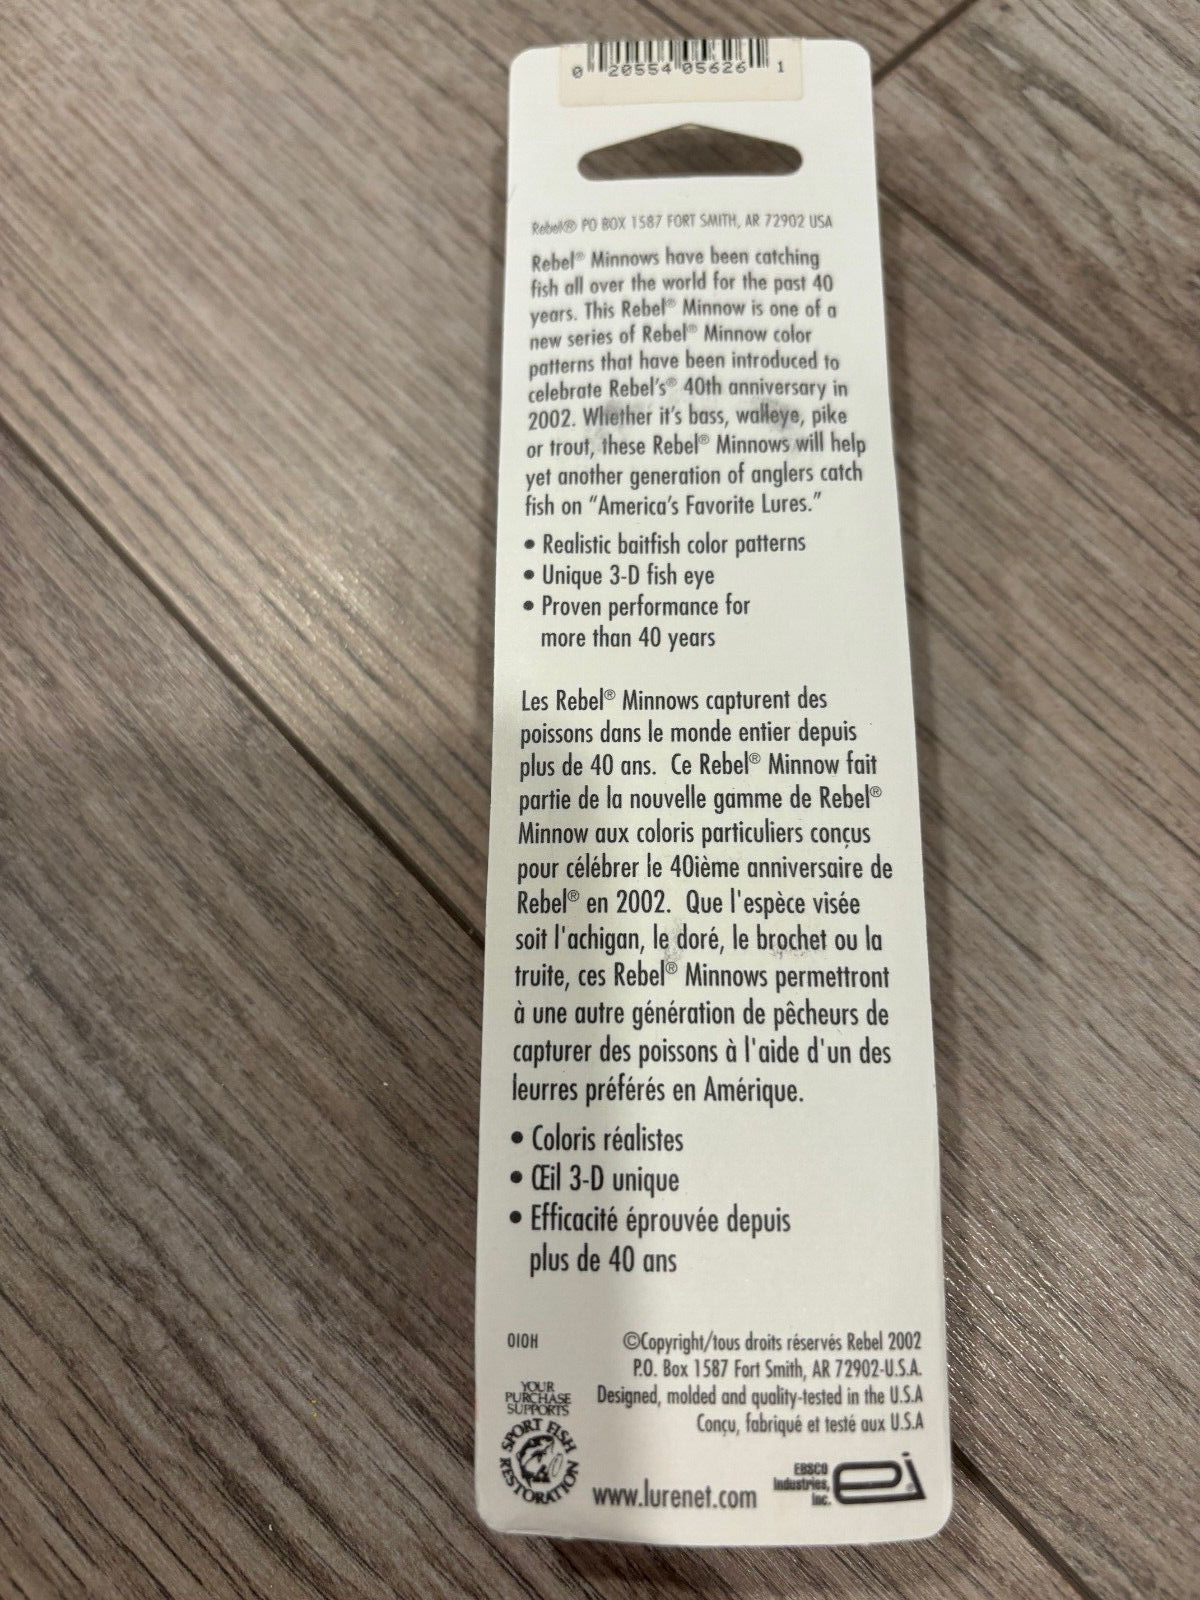 0 20554 05626 1
Rebel® PO BOX 1587 FORT SMITH, AR 72902 USA
Rebel® Minnows have been catching
fish all over the world for the past 40
years. This Rebel® Minnow is one of a
new series of Rebel® Minnow color
patterns that have been introduced to
celebrate Rebel's® 40th anniversary in
2002. Whether it's bass, walleye, pike
or trout, these Rebel® Minnows will help
yet another generation of anglers catch
fish on "America's Favorite Lures."
• Realistic baitfish color patterns
• Unique 3-D fish eye
• Proven performance for
more than 40 years
Les Rebel® Minnows capturent des
poissons dans le monde entier depuis
plus de 40 ans. Ce Rebel® Minnow fait
partie de la nouvelle gamme de Rebel®
Minnow aux coloris particuliers conçus
pour célébrer le 40ième anniversaire de
Rebel® en 2002. Que l'espèce visée
soit l'achigan, le doré, le brochet ou la
truite, ces Rebel® Minnows permettront
à une autre génération de pêcheurs de
capturer des poissons à l'aide d'un des
leurres préférés en Amérique.
• Coloris réalistes
• Œil 3-D unique
• Efficacité éprouvée depuis
plus de 40 ans
010H
©Copyright/tous droits réservés Rebel 2002
P.O. Box 1587 Fort Smith, AR 72902-U.S.A.
Designed, molded and quality-tested in the U.S.A
Conçu, fabriqué et testé aux U.S.A
YOUR
PURCHASE
SUPPORTS
SPORT FISH
RESTORATION
www.lurenet.com
EBSCO
Industries,
Inc.
ei